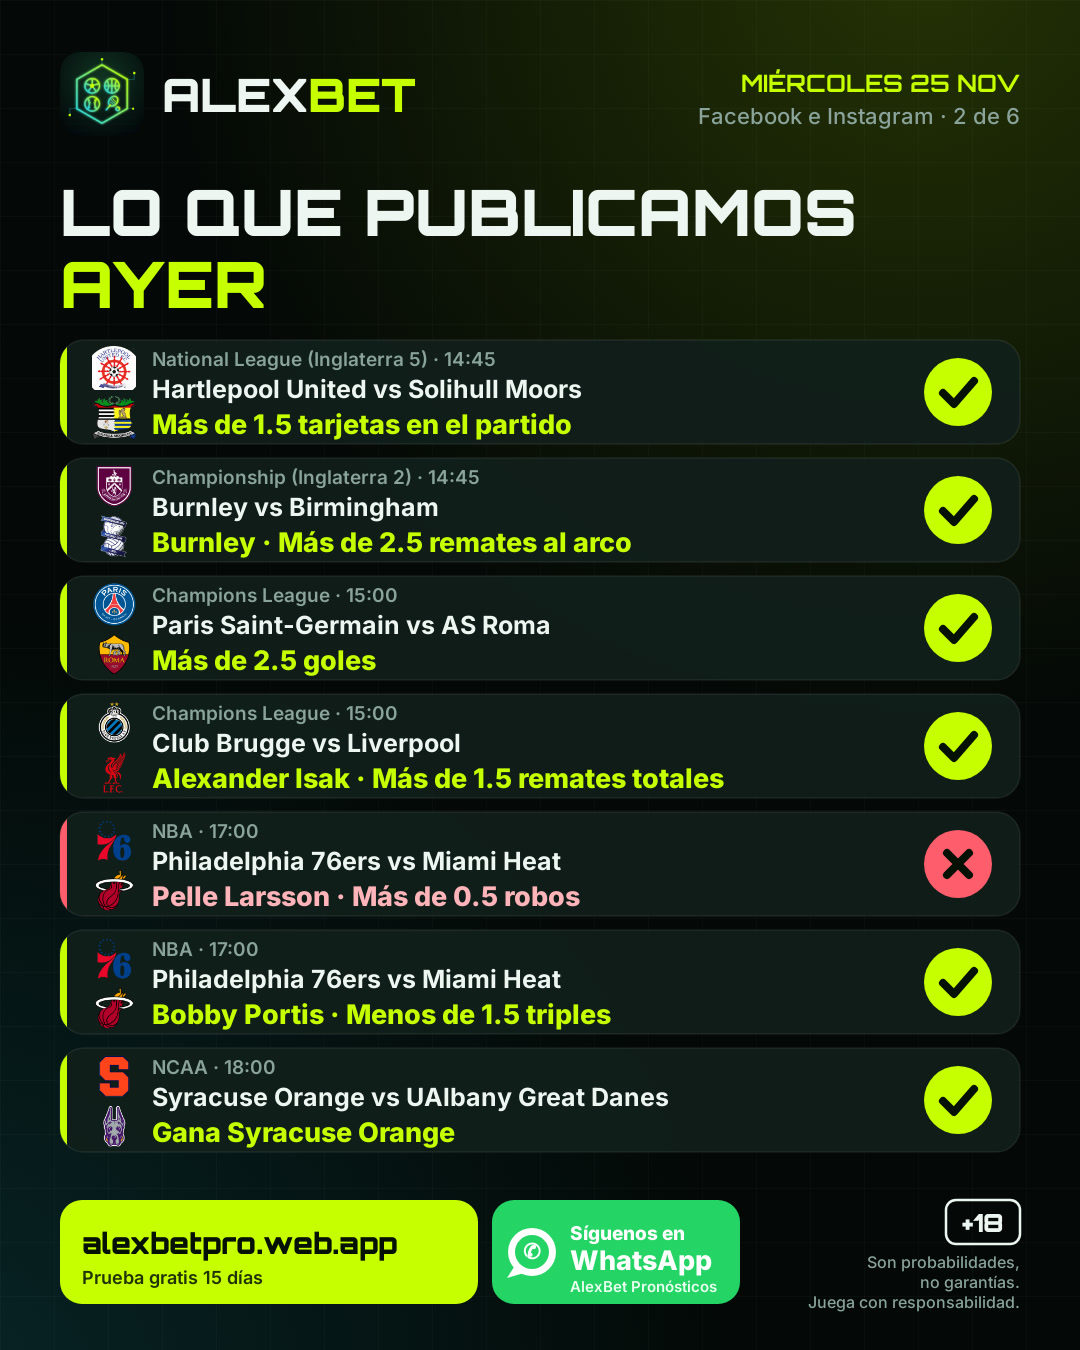 ALEXBET
MIÉRCOLES 25 NOV
Facebook e Instagram · 2 de 6
LO QUE PUBLICAMOS
AYER
National League (Inglaterra 5) · 14:45
Hartlepool United vs Solihull Moors
Más de 1.5 tarjetas en el partido
Championship (Inglaterra 2) · 14:45
Burnley vs Birmingham
Burnley · Más de 2.5 remates al arco
PARIS
Champions League · 15:00
Paris Saint-Germain vs AS Roma
ROMA
Más de 2.5 goles
Champions League · 15:00
Club Brugge vs Liverpool
L.F.C.
Alexander Isak · Más de 1.5 remates totales
76
NBA · 17:00
Philadelphia 76ers vs Miami Heat
Pelle Larsson · Más de 0.5 robos
76
NBA · 17:00
Philadelphia 76ers vs Miami Heat
Bobby Portis · Menos de 1.5 triples
S
NCAA · 18:00
Syracuse Orange vs UAlbany Great Danes
Gana Syracuse Orange
alexbetpro.web.app
Prueba gratis 15 días
Síguenos en
WhatsApp
AlexBet Pronósticos
+18
Son probabilidades,
no garantías.
Juega con responsabilidad.